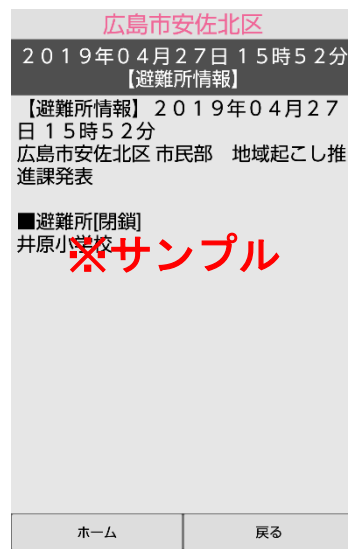 広島市安佐北区
２０１９年０４月２７日１５時５２分
【避難所情報】
【避難所情報】２０１９年０４月２７
日１５時５２分
広島市安佐北区 市民部　地域起こし推
進課発表
■避難所[閉鎖]
井原小学校
※サンプル
ホーム
戻る